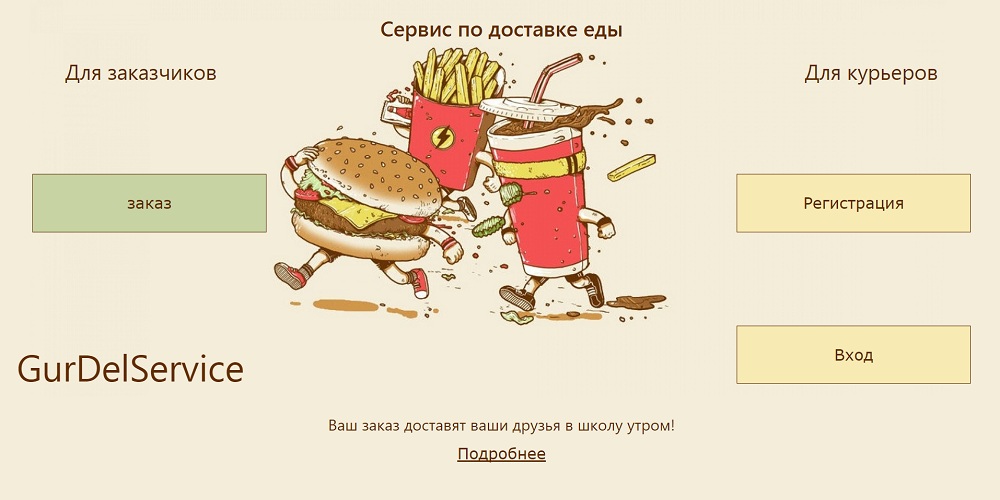 Сервис по доставке еды
Для заказчиков
Для курьеров
заказ
Регистрация
Вход
GurDelService
Ваш заказ доставят ваши друзья в школу утром!
Подробнее